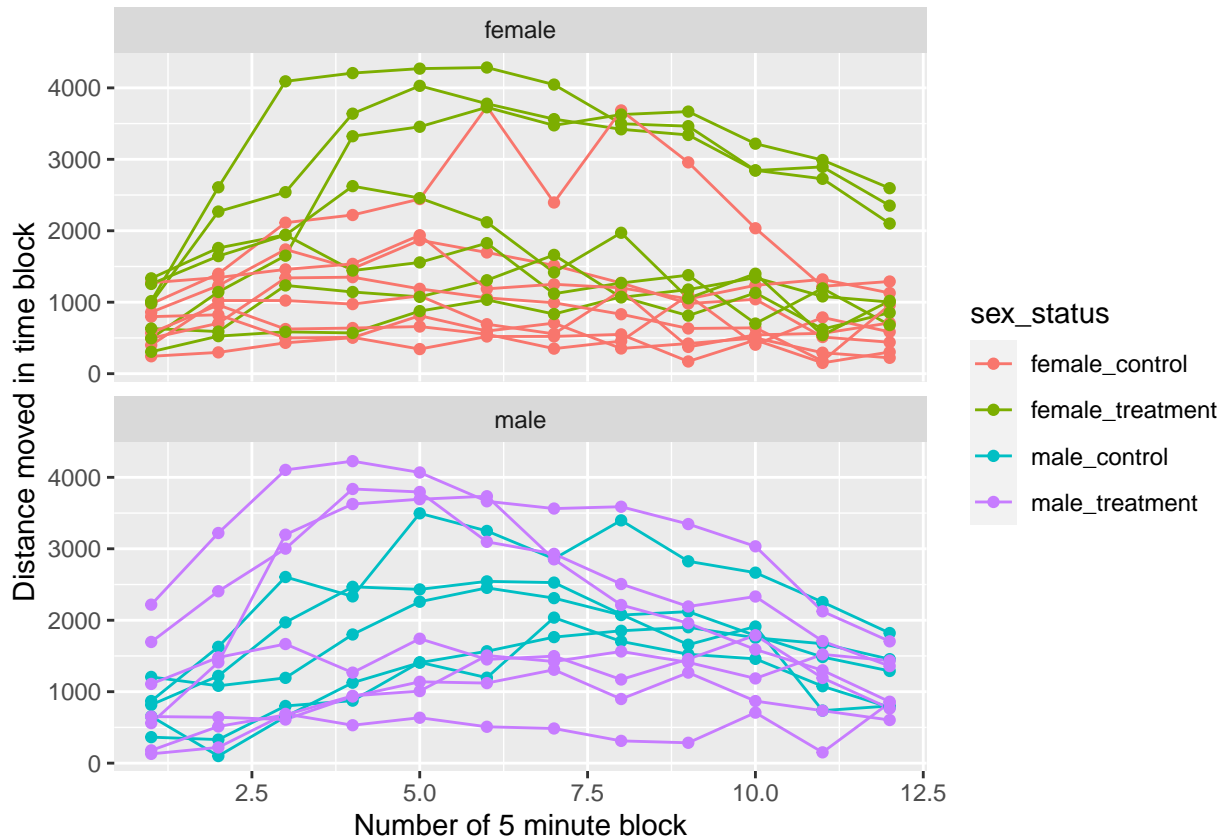 female
4000
3000
2000
1000
0
male
4000
3000
2000
1000
0
2.5 5.0 7.5 10.0 12.5
Number of 5 minute block
Distance moved in time block
sex_status
female_control
female_treatment
male_control
male_treatment